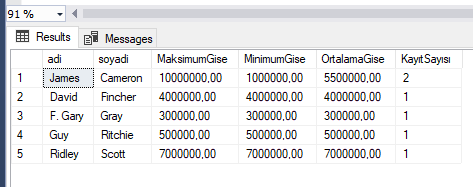 91 %
Results Messages
adi soyadi MaksimumGise MinimumGise OrtalamaGise KayıtSayısı
1 James Cameron 10000000,00 1000000,00 5500000,00 2
2 David Fincher 4000000,00 4000000,00 4000000,00 1
3 F. Gary Gray 300000,00 300000,00 300000,00 1
4 Guy Ritchie 500000,00 500000,00 500000,00 1
5 Ridley Scott 7000000,00 7000000,00 7000000,00 1